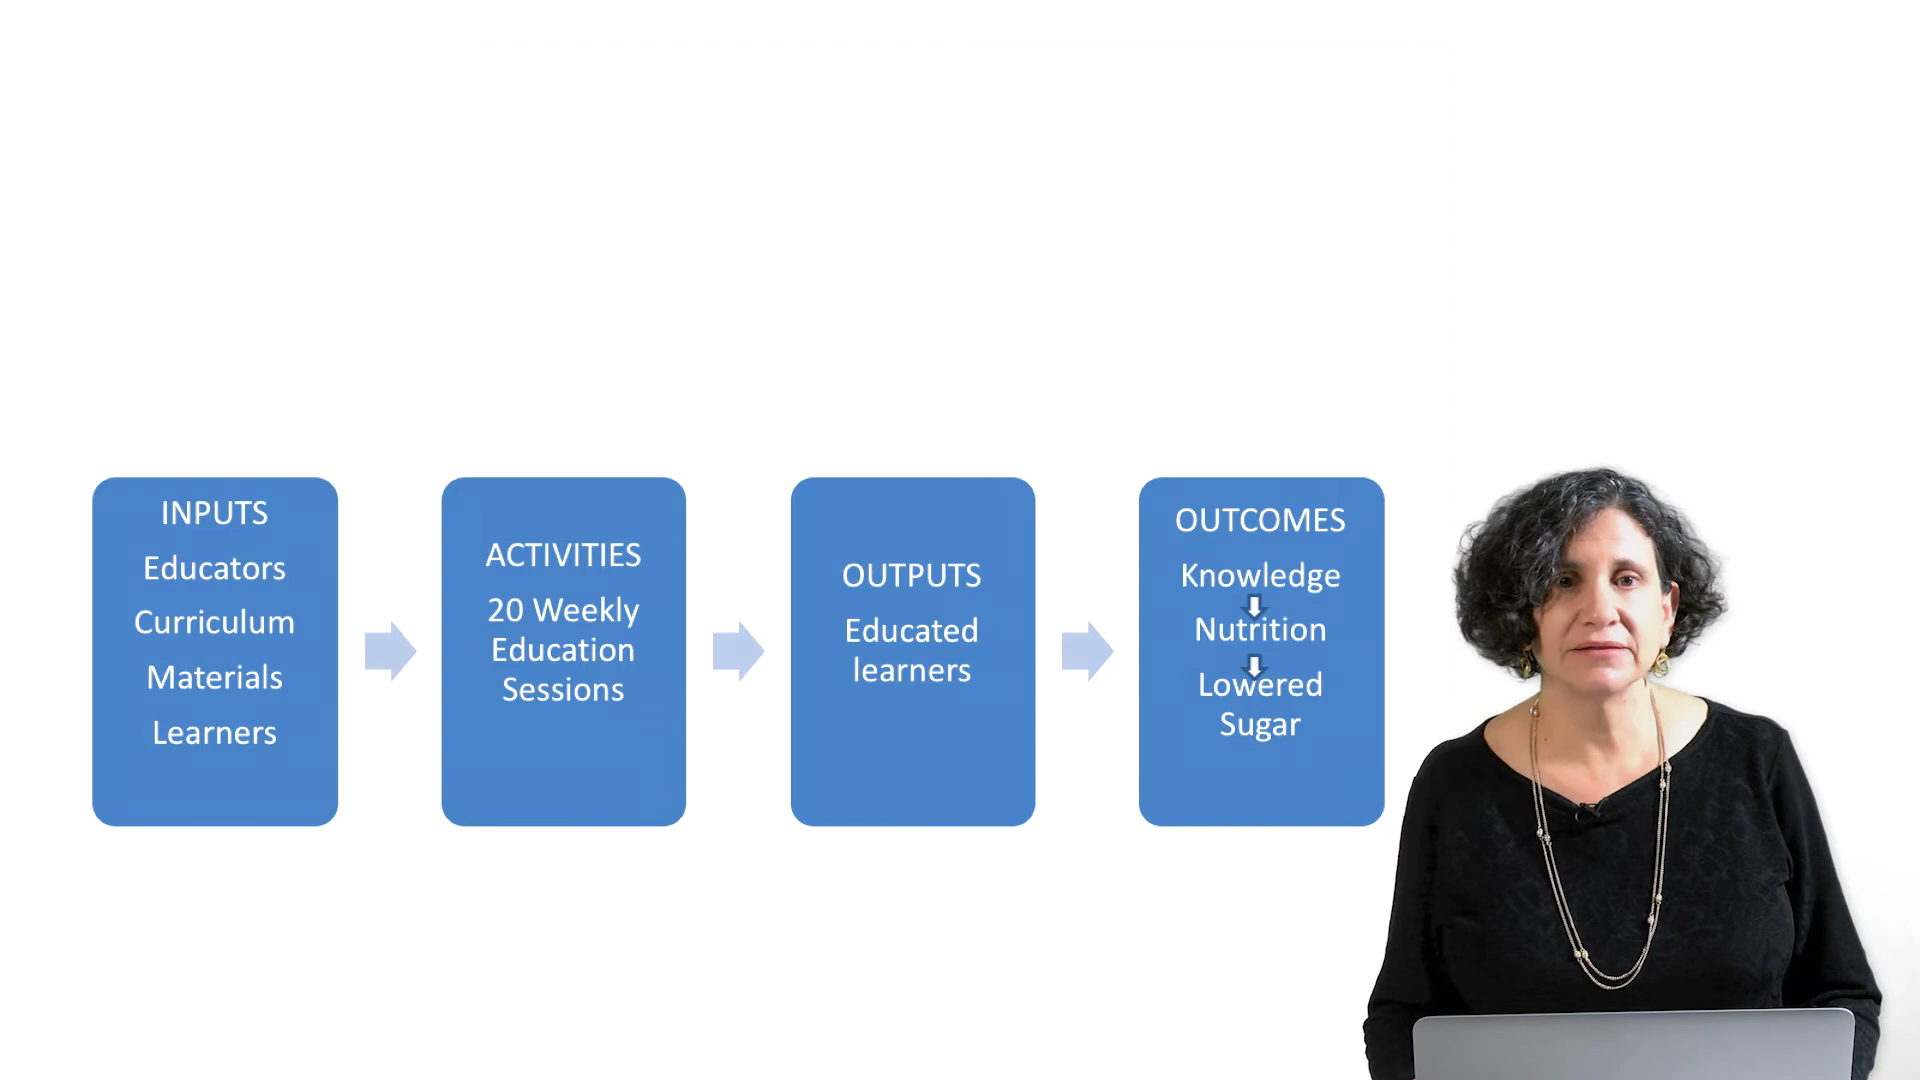 INPUTS
Educators
Curriculum
Materials
Learners
ACTIVITIES
20 Weekly
Education
Sessions
OUTPUTS
Educated
learners
OUTCOMES
Knowledge
Nutrition
Lowered
Sugar